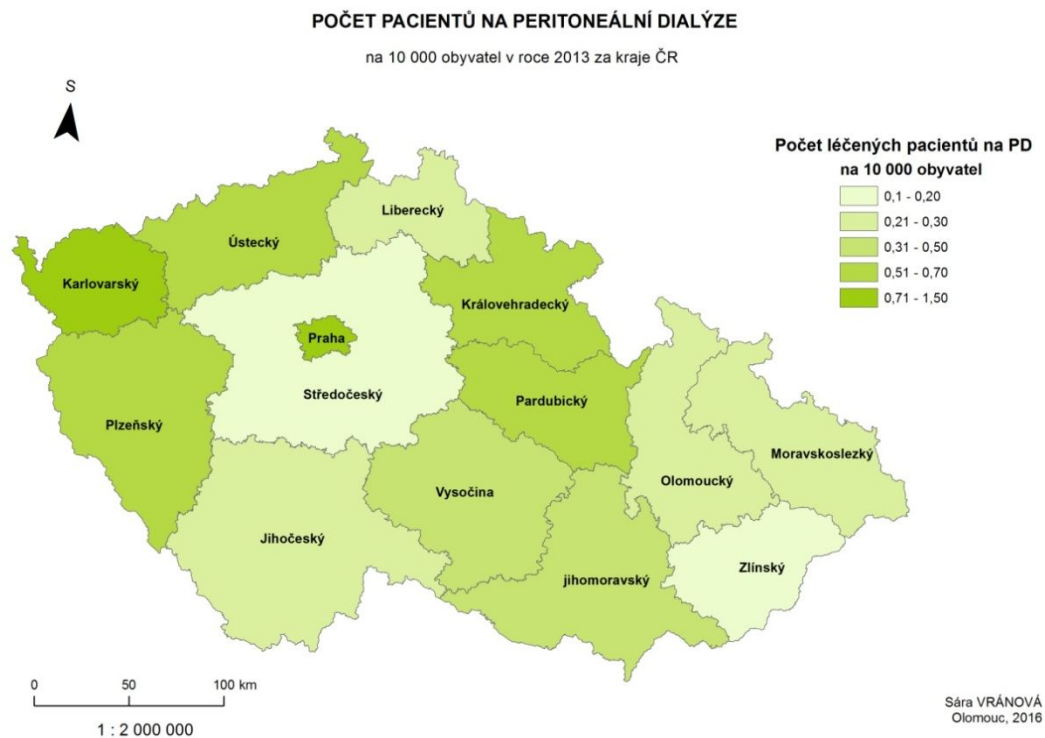 POČET PACIENTŮ NA PERITONEÁLNÍ DIALÝZE
na 10 000 obyvatel v roce 2013 za kraje ČR
S
Počet léčených pacientů na PD
na 10 000 obyvatel
0,1 - 0,20
0,21 - 0,30
0,31 - 0,50
0,51 - 0,70
0,71 - 1,50
Liberecký
Ústecký
Karlovarský
Královehradecký
Praha
Středočeský
Pardubický
Plzeňský
Moravskoslezký
Olomoucký
Vysočina
Jihočeský
Zlínský
jihomoravský
0 50 100 km
1 : 2 000 000
Sára VRÁNOVÁ
Olomouc, 2016